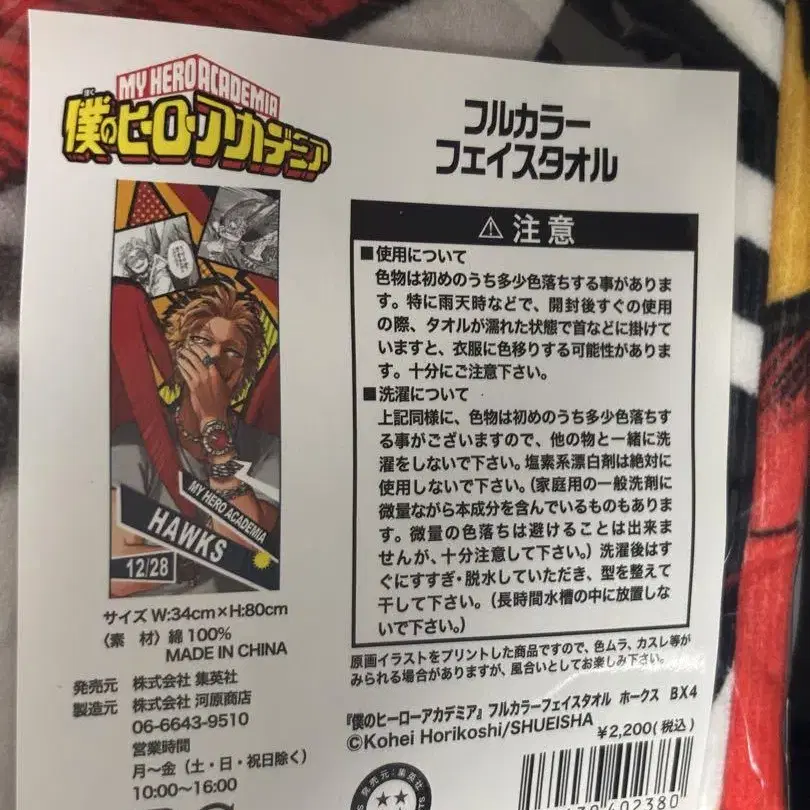 MY HERO ACADEMIA
ぼく
僕のヒーローアカデミア
MY HERO ACADEMIA
HAWKS
12/28
サイズ W:34cm×H:80cm
〈素 材〉綿100%
MADE IN CHINA
発売元 株式会社 集英社
製造元 株式会社 河原商店
06-6643-9510
営業時間
月～金（土・日・祝日除く）
10:00～16:00
フルカラー
フェイスタオル
⚠注意
■使用について
色物は初めのうち多少色落ちする事がありま
す。特に雨天時などで、開封後すぐの使用
の際、タオルが濡れた状態で首などに掛けて
いますと、衣服に色移りする可能性がありま
す。十分にご注意下さい。
■洗濯について
上記同様に、色物は初めのうち多少色落ちす
る事がございますので、他の物と一緒に洗
濯をしないで下さい。塩素系漂白剤は絶対に
使用しないで下さい。（家庭用の一般洗剤に
微量ながら本成分を含んでいるものもありま
す。微量の色落ちは避けることは出来ま
せんが、十分注意して下さい。）洗濯後はす
ぐにすすぎ・脱水していただき、型を整えて
干して下さい。（長時間水槽の中に放置しな
いで下さい。）
原画イラストをプリントした商品ですので、色ムラ、カスレ等が
みられる場合がありますが、風合いとしてお楽しみ下さい。
『僕のヒーローアカデミア』フルカラーフェイスタオル ホークス BX4
©Kohei Horikoshi/SHUEISHA
¥2,200(税込)
発売元:集英社